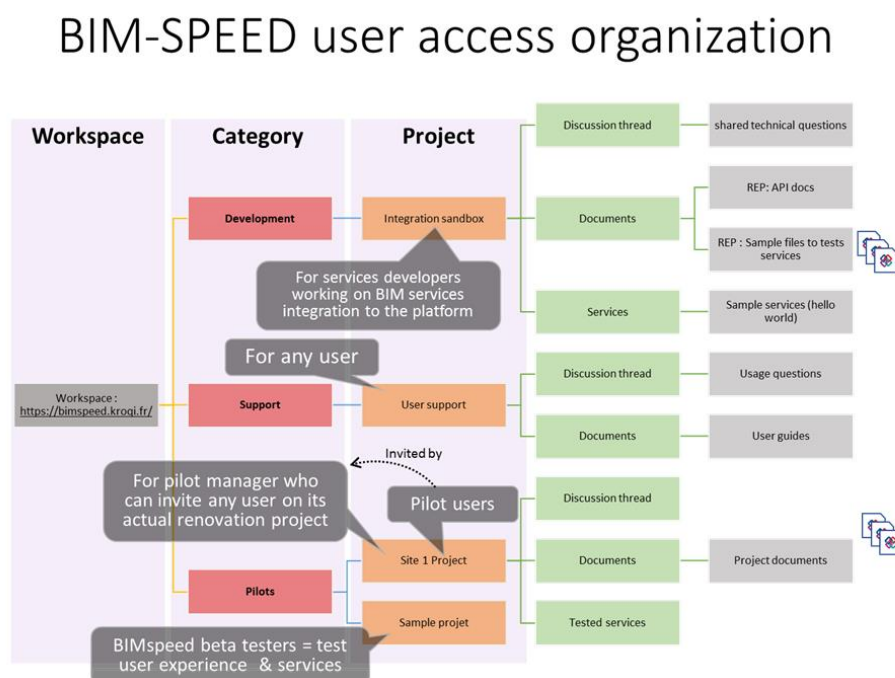 BIM-SPEED user access organization
Workspace
Category
Project
Discussion thread
shared technical questions
REP: API docs
Development
Integration sandbox
Documents
REP : Sample files to tests
services
For services developers
working on BIM services
integration to the platform
Services
Sample services (hello
world)
For any user
Discussion thread
Usage questions
Workspace :
https://bimspeed.kroqi.fr/
Support
User support
Documents
User guides
Invited by
For pilot manager who
can invite any user on its
actual renovation project
Pilot users
Discussion thread
Site 1 Project
Documents
Project documents
Pilots
Sample projet
Tested services
BIMspeed beta testers = test
user experience & services